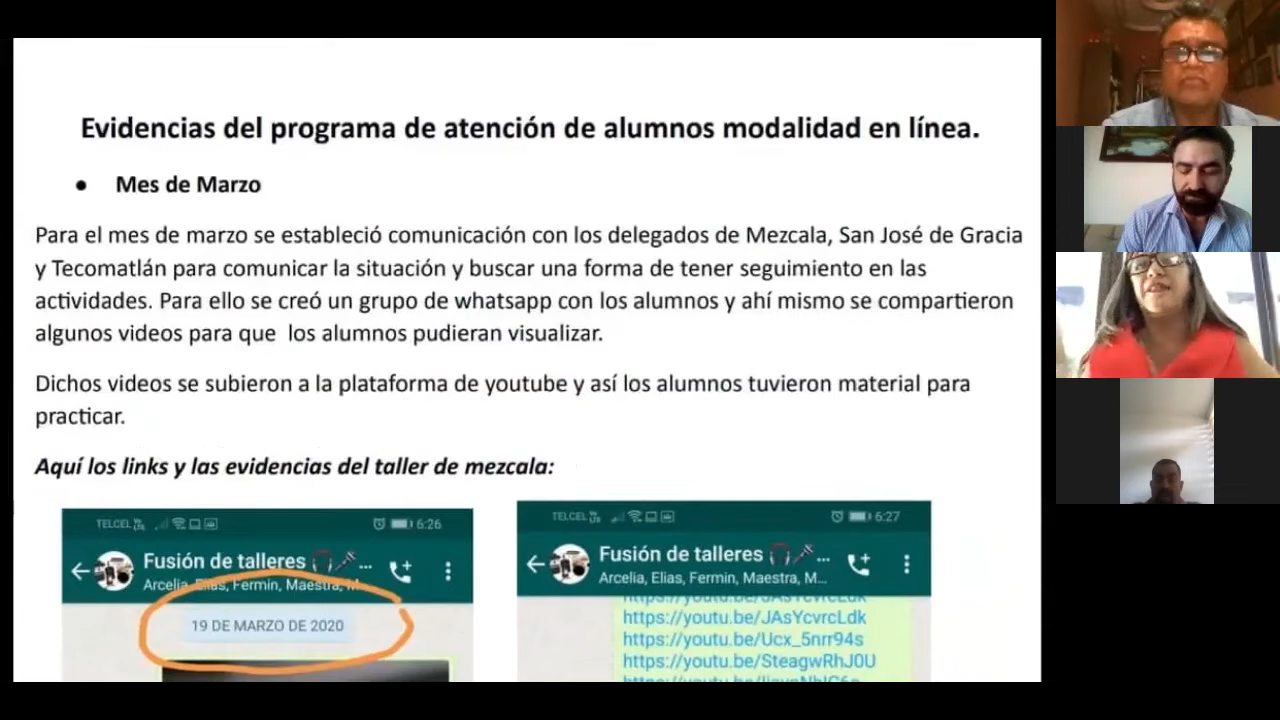 Evidencias del programa de atención de alumnos modalidad en línea.
● Mes de Marzo
Para el mes de marzo se estableció comunicación con los delegados de Mezcala, San José de Gracia
y Tecomatlán para comunicar la situación y buscar una forma de tener seguimiento en las
actividades. Para ello se creó un grupo de whatsapp con los alumnos y ahí mismo se compartieron
algunos videos para que los alumnos pudieran visualizar.
Dichos videos se subieron a la plataforma de youtube y así los alumnos tuvieron material para
practicar.
Aquí los links y las evidencias del taller de mezcala:
TELCEL 6:26
Fusión de talleres 🎧🎤...
Arcelia, Elias, Fermin, Maestra, M...
19 DE MARZO DE 2020
TELCEL 6:27
Fusión de talleres 🎧🎤...
Arcelia, Elias, Fermin, Maestra, M...
https://youtu.be/JAsYcvrcLdk
https://youtu.be/JAsYcvrcLdk
https://youtu.be/Ucx_5nrr94s
https://youtu.be/SteagwRhJ0U